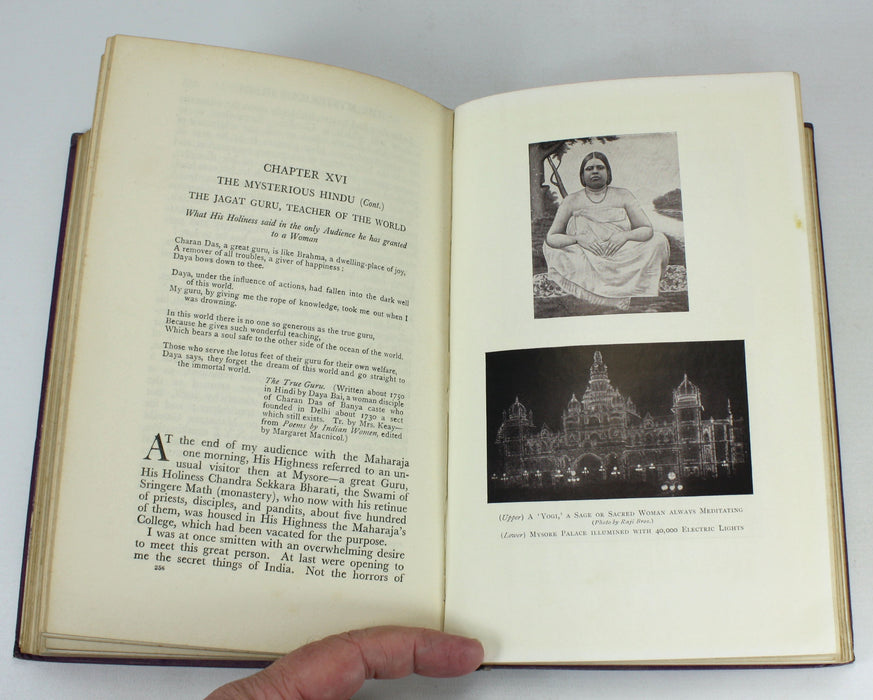 CHAPTER XVI
THE MYSTERIOUS HINDU (Cont.)
THE JAGAT GURU, TEACHER OF THE WORLD
What His Holiness said in the only Audience he has granted
to a Woman
Charan Das, a great guru, is like Brahma, a dwelling-place of joy,
A remover of all troubles, a giver of happiness :
Daya bows down to thee.
Daya, under the influence of actions, had fallen into the dark well
of this world.
My guru, by giving me the rope of knowledge, took me out when I
was drowning.
In this world there is no one so generous as the true guru,
Because he gives such wonderful teaching,
Which bears a soul safe to the other side of the ocean of the world.
Those who serve the lotus feet of their guru for their own welfare,
Daya says, they forget the dream of this world and go straight to
the immortal world.
The True Guru. (Written about 1750
in Hindi by Daya Bai, a woman disciple
of Charan Das of Banya caste who
founded in Delhi about 1730 a sect
which still exists. Tr. by Mrs. Keay—
from Poems by Indian Women, edited
by Margaret Macnicol.)
AT the end of my audience with the Maharaja
one morning, His Highness referred to an un-
usual visitor then at Mysore—a great Guru,
His Holiness Chandra Sekkara Bharati, the Swami of
Sringere Math (monastery), who now with his retinue
of priests, disciples, and pandits, about five hundred
of them, was housed in His Highness the Maharaja's
College, which had been vacated for the purpose.
I was at once smitten with an overwhelming desire
to meet this great person. At last were opening to
me the secret things of India. Not the horrors of
256
(Upper) A 'YOGI,' A SAGE OR SACRED WOMAN ALWAYS MEDITATING
(Photo by Raji Bros.)
(Lower) MYSORE PALACE ILLUMINED WITH 40,000 ELECTRIC LIGHTS